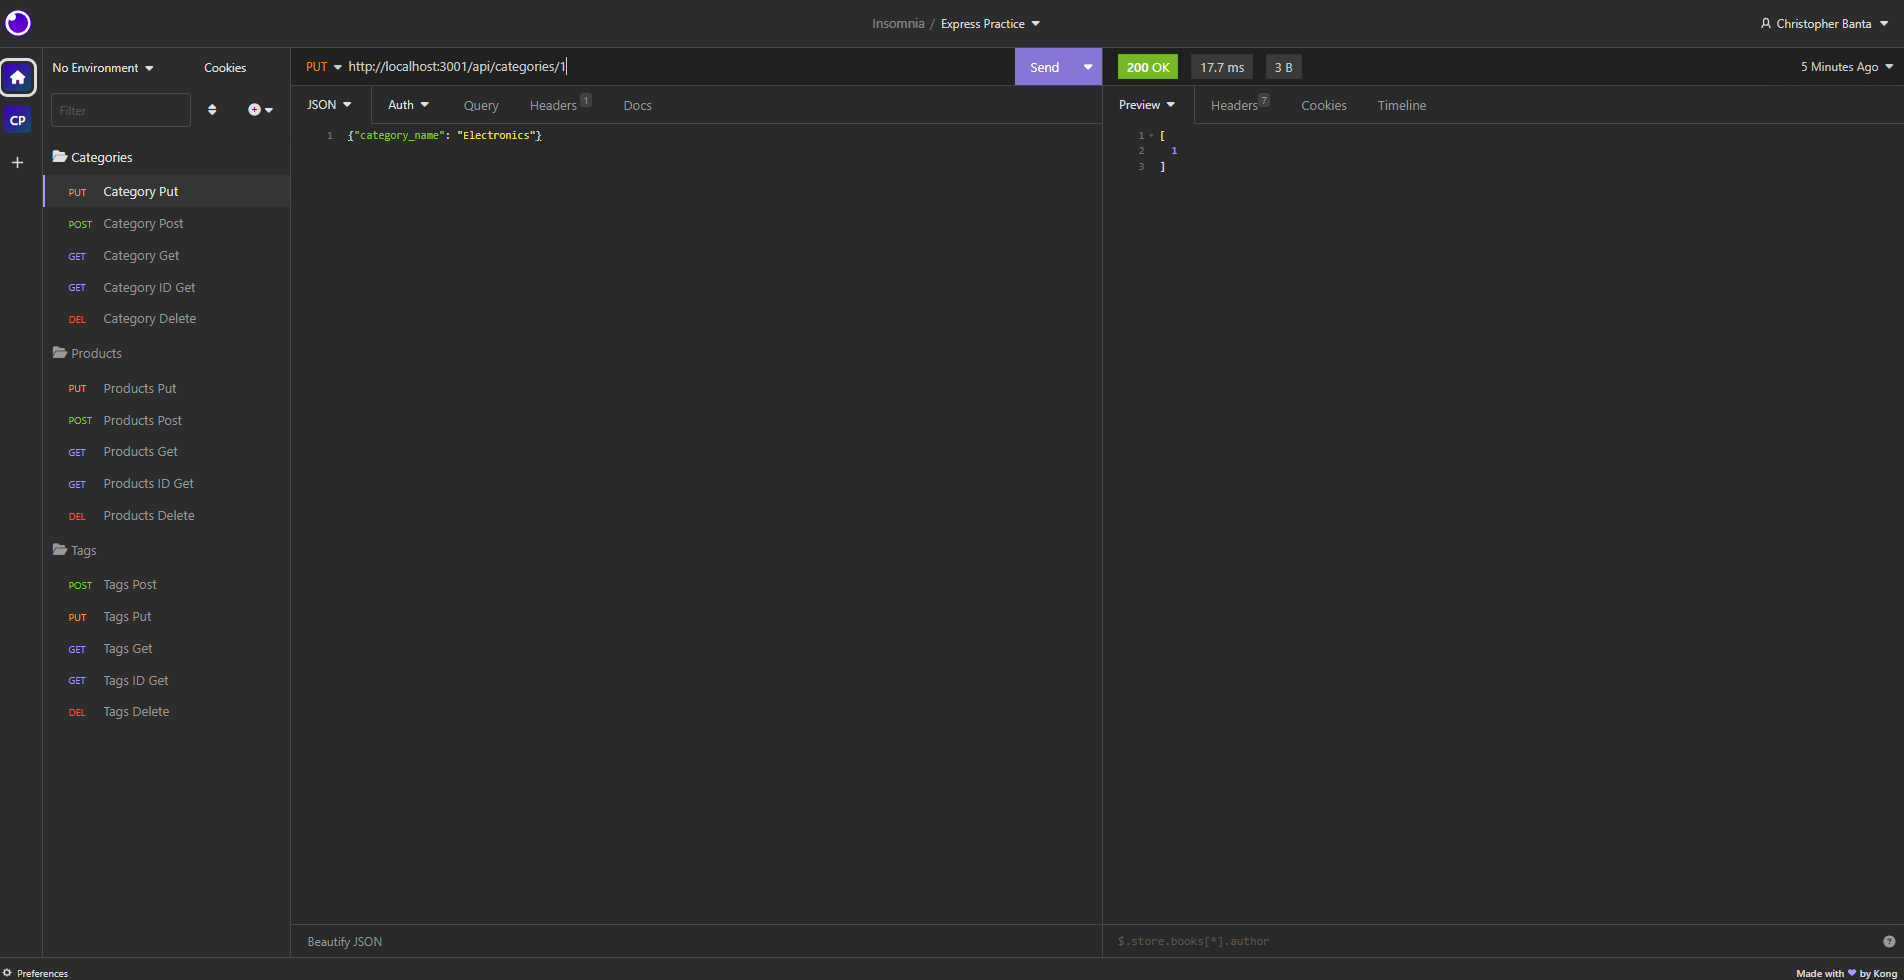 Insomnia / Express Practice
Christopher Banta
CP
No Environment
Cookies
Filter
Categories
PUT Category Put
POST Category Post
GET Category Get
GET Category ID Get
DEL Category Delete
Products
PUT Products Put
POST Products Post
GET Products Get
GET Products ID Get
DEL Products Delete
Tags
POST Tags Post
PUT Tags Put
GET Tags Get
GET Tags ID Get
DEL Tags Delete
PUT http://localhost:3001/api/categories/1
Send
JSON Auth Query Headers 1 Docs
1 {"category_name": "Electronics"}
Beautify JSON
200 OK 17.7 ms 3 B 5 Minutes Ago
Preview Headers 7 Cookies Timeline
1 [
2 1
3 ]
$.store.books[*].author
?
Preferences
Made with by Kong